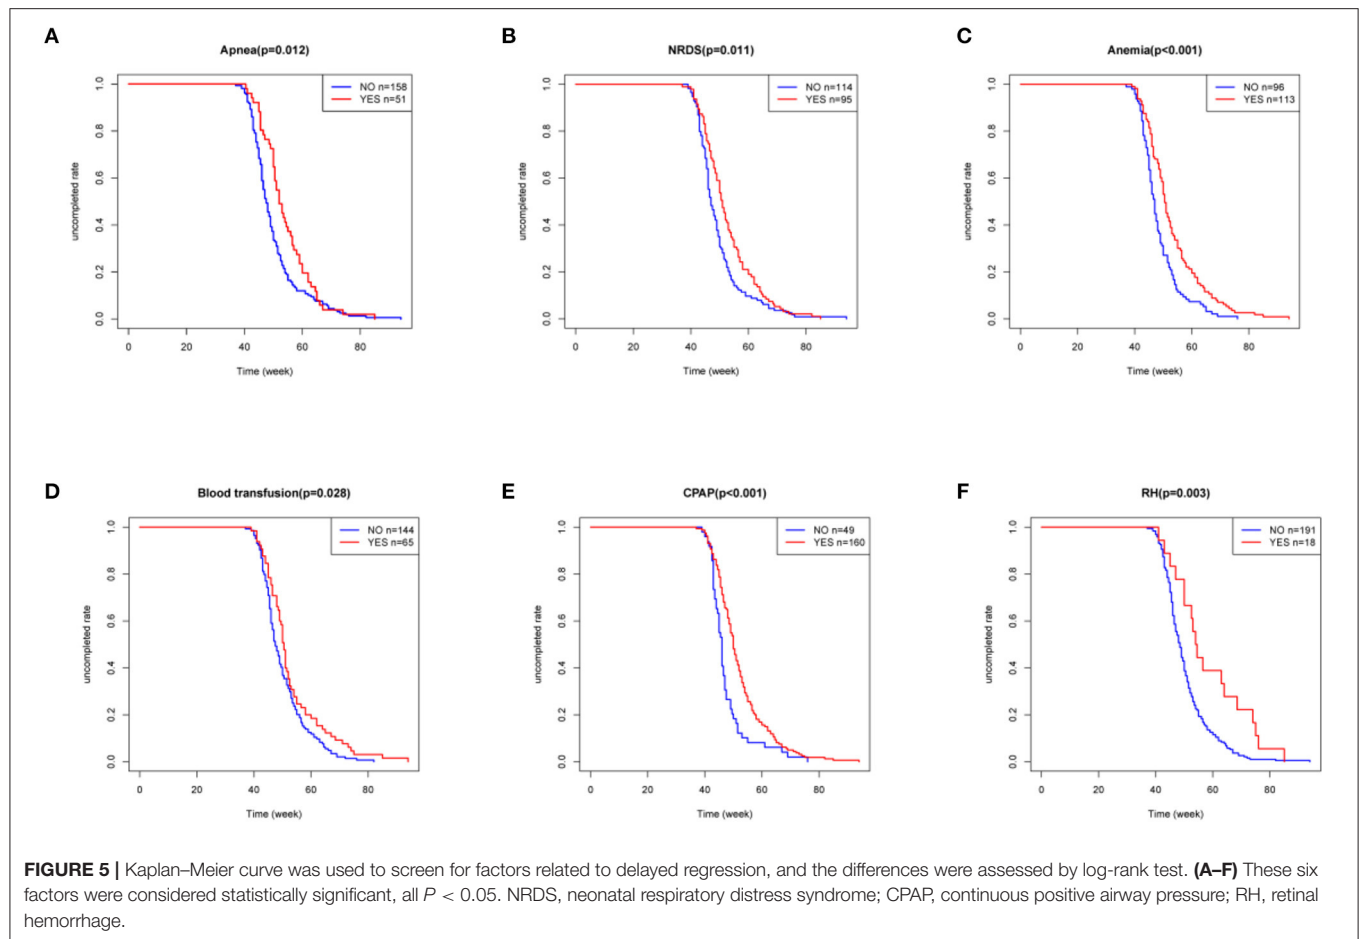 A
Apnea(p=0.012)
NO n=158
YES n=51
uncompleted rate
1.0
0.8
0.6
0.4
0.2
0.0
0 20 40 60 80
Time (week)
B
NRDS(p=0.011)
NO n=114
YES n=95
uncompleted rate
1.0
0.8
0.6
0.4
0.2
0.0
0 20 40 60 80
Time (week)
C
Anemia(p<0.001)
NO n=96
YES n=113
uncompleted rate
1.0
0.8
0.6
0.4
0.2
0.0
0 20 40 60 80
Time (week)
D
Blood transfusion(p=0.028)
NO n=144
YES n=65
uncompleted rate
1.0
0.8
0.6
0.4
0.2
0.0
0 20 40 60 80
Time (week)
E
CPAP(p<0.001)
NO n=49
YES n=160
uncompleted rate
1.0
0.8
0.6
0.4
0.2
0.0
0 20 40 60 80
Time (week)
F
RH(p=0.003)
NO n=191
YES n=18
uncompleted rate
1.0
0.8
0.6
0.4
0.2
0.0
0 20 40 60 80
Time (week)
FIGURE 5 | Kaplan–Meier curve was used to screen for factors related to delayed regression, and the differences were assessed by log-rank test. (A–F) These six
factors were considered statistically significant, all P < 0.05. NRDS, neonatal respiratory distress syndrome; CPAP, continuous positive airway pressure; RH, retinal
hemorrhage.